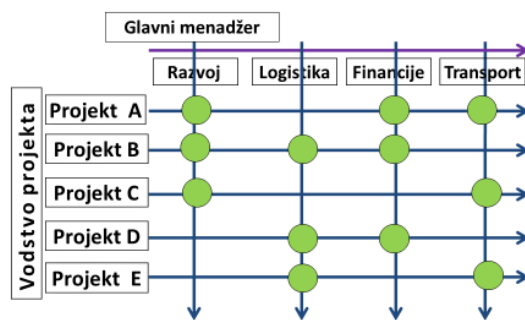 Glavni menadžer
Razvoj Logistika Financije Transport
Vodstvo projekta
Projekt A
Projekt B
Projekt C
Projekt D
Projekt E